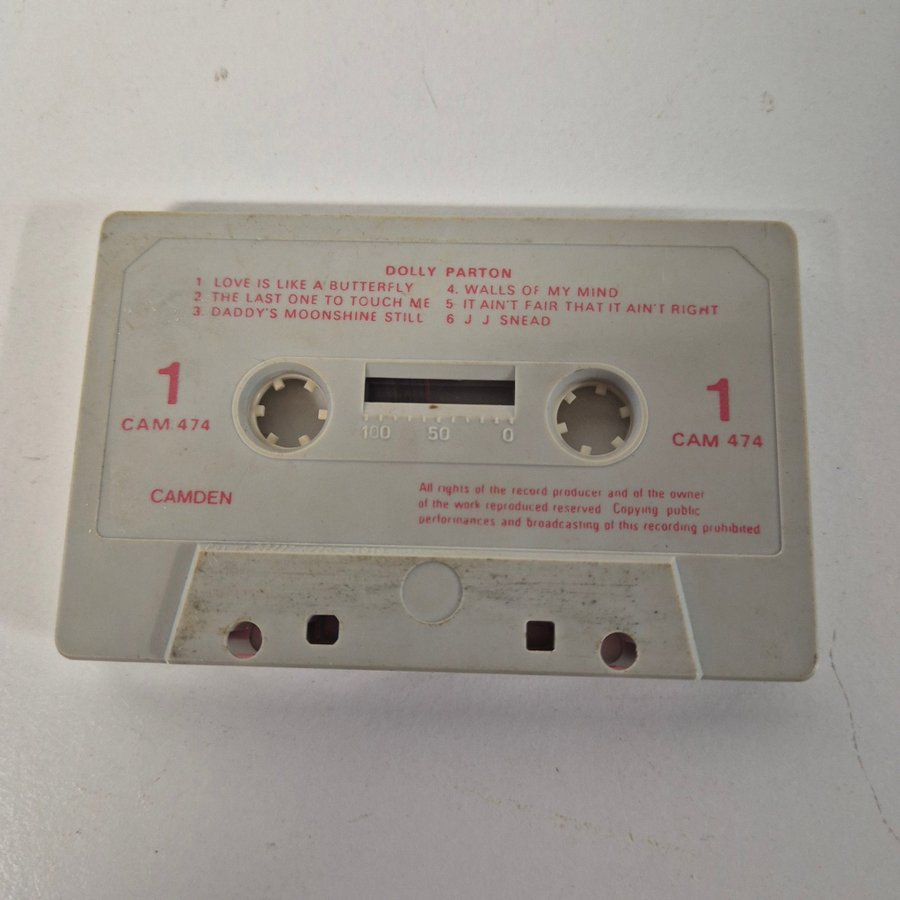 DOLLY PARTON
1 LOVE IS LIKE A BUTTERFLY
2 THE LAST ONE TO TOUCH ME
3. DADDY'S MOONSHINE STILL
4. WALLS OF MY MIND
5 IT AIN'T FAIR THAT IT AIN'T RIGHT
6 J J SNEAD
1
CAM 474
100 50 0
1
CAM 474
CAMDEN
All rights of the record producer and of the owner
of the work reproduced reserved Copying public
performances and broadcasting of this recording prohibited